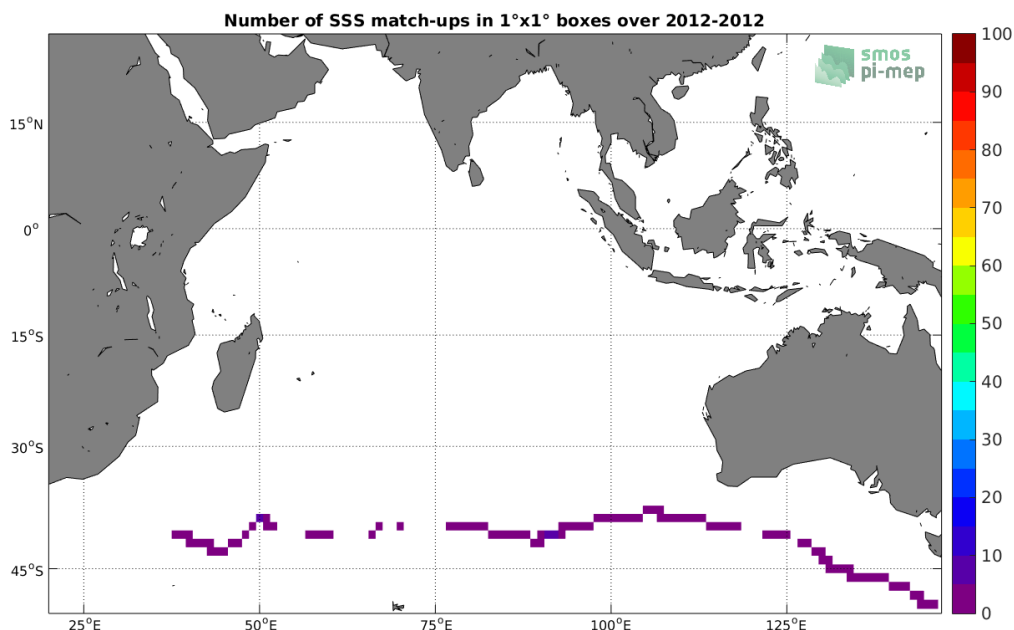 Number of SSS match-ups in 1°x1° boxes over 2012-2012
smos
pi-mep
15°N
0°
15°S
30°S
45°S
25°E
50°E
75°E
100°E
125°E
100
90
80
70
60
50
40
30
20
10
0